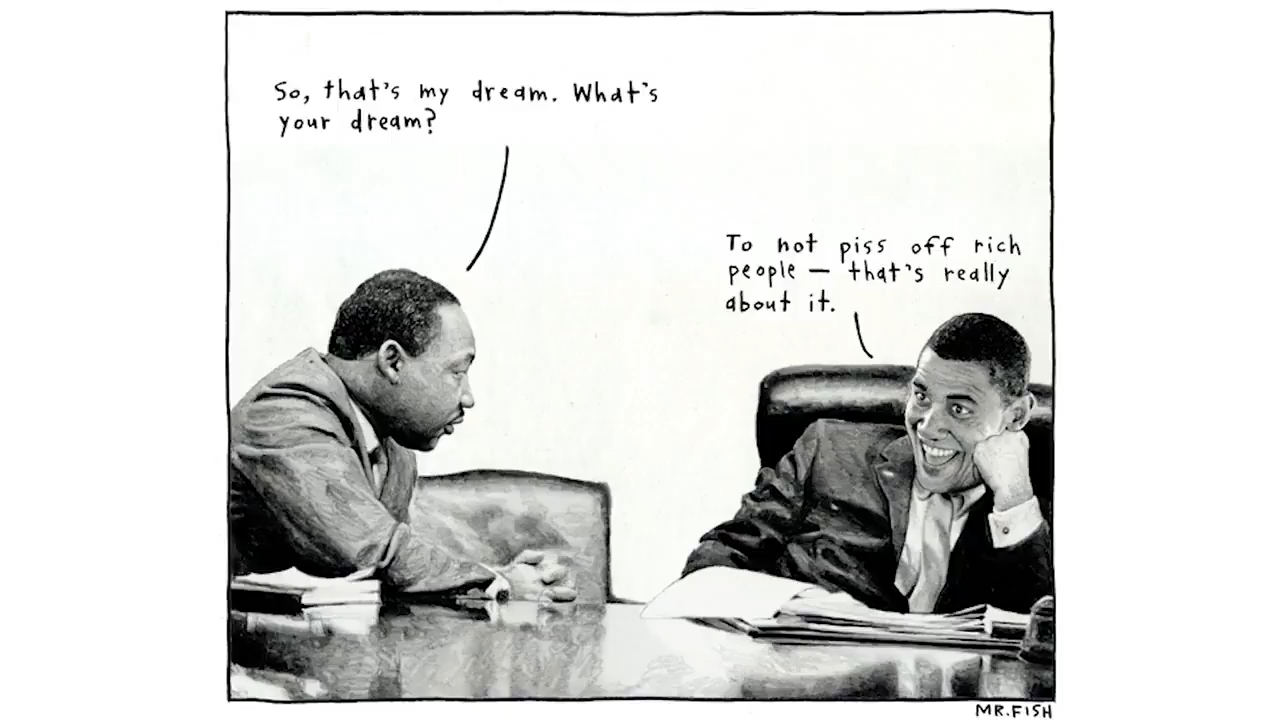 So, that's my dream. What's
your dream?
To not piss off rich
people — that's really
about it.
MR. FISH